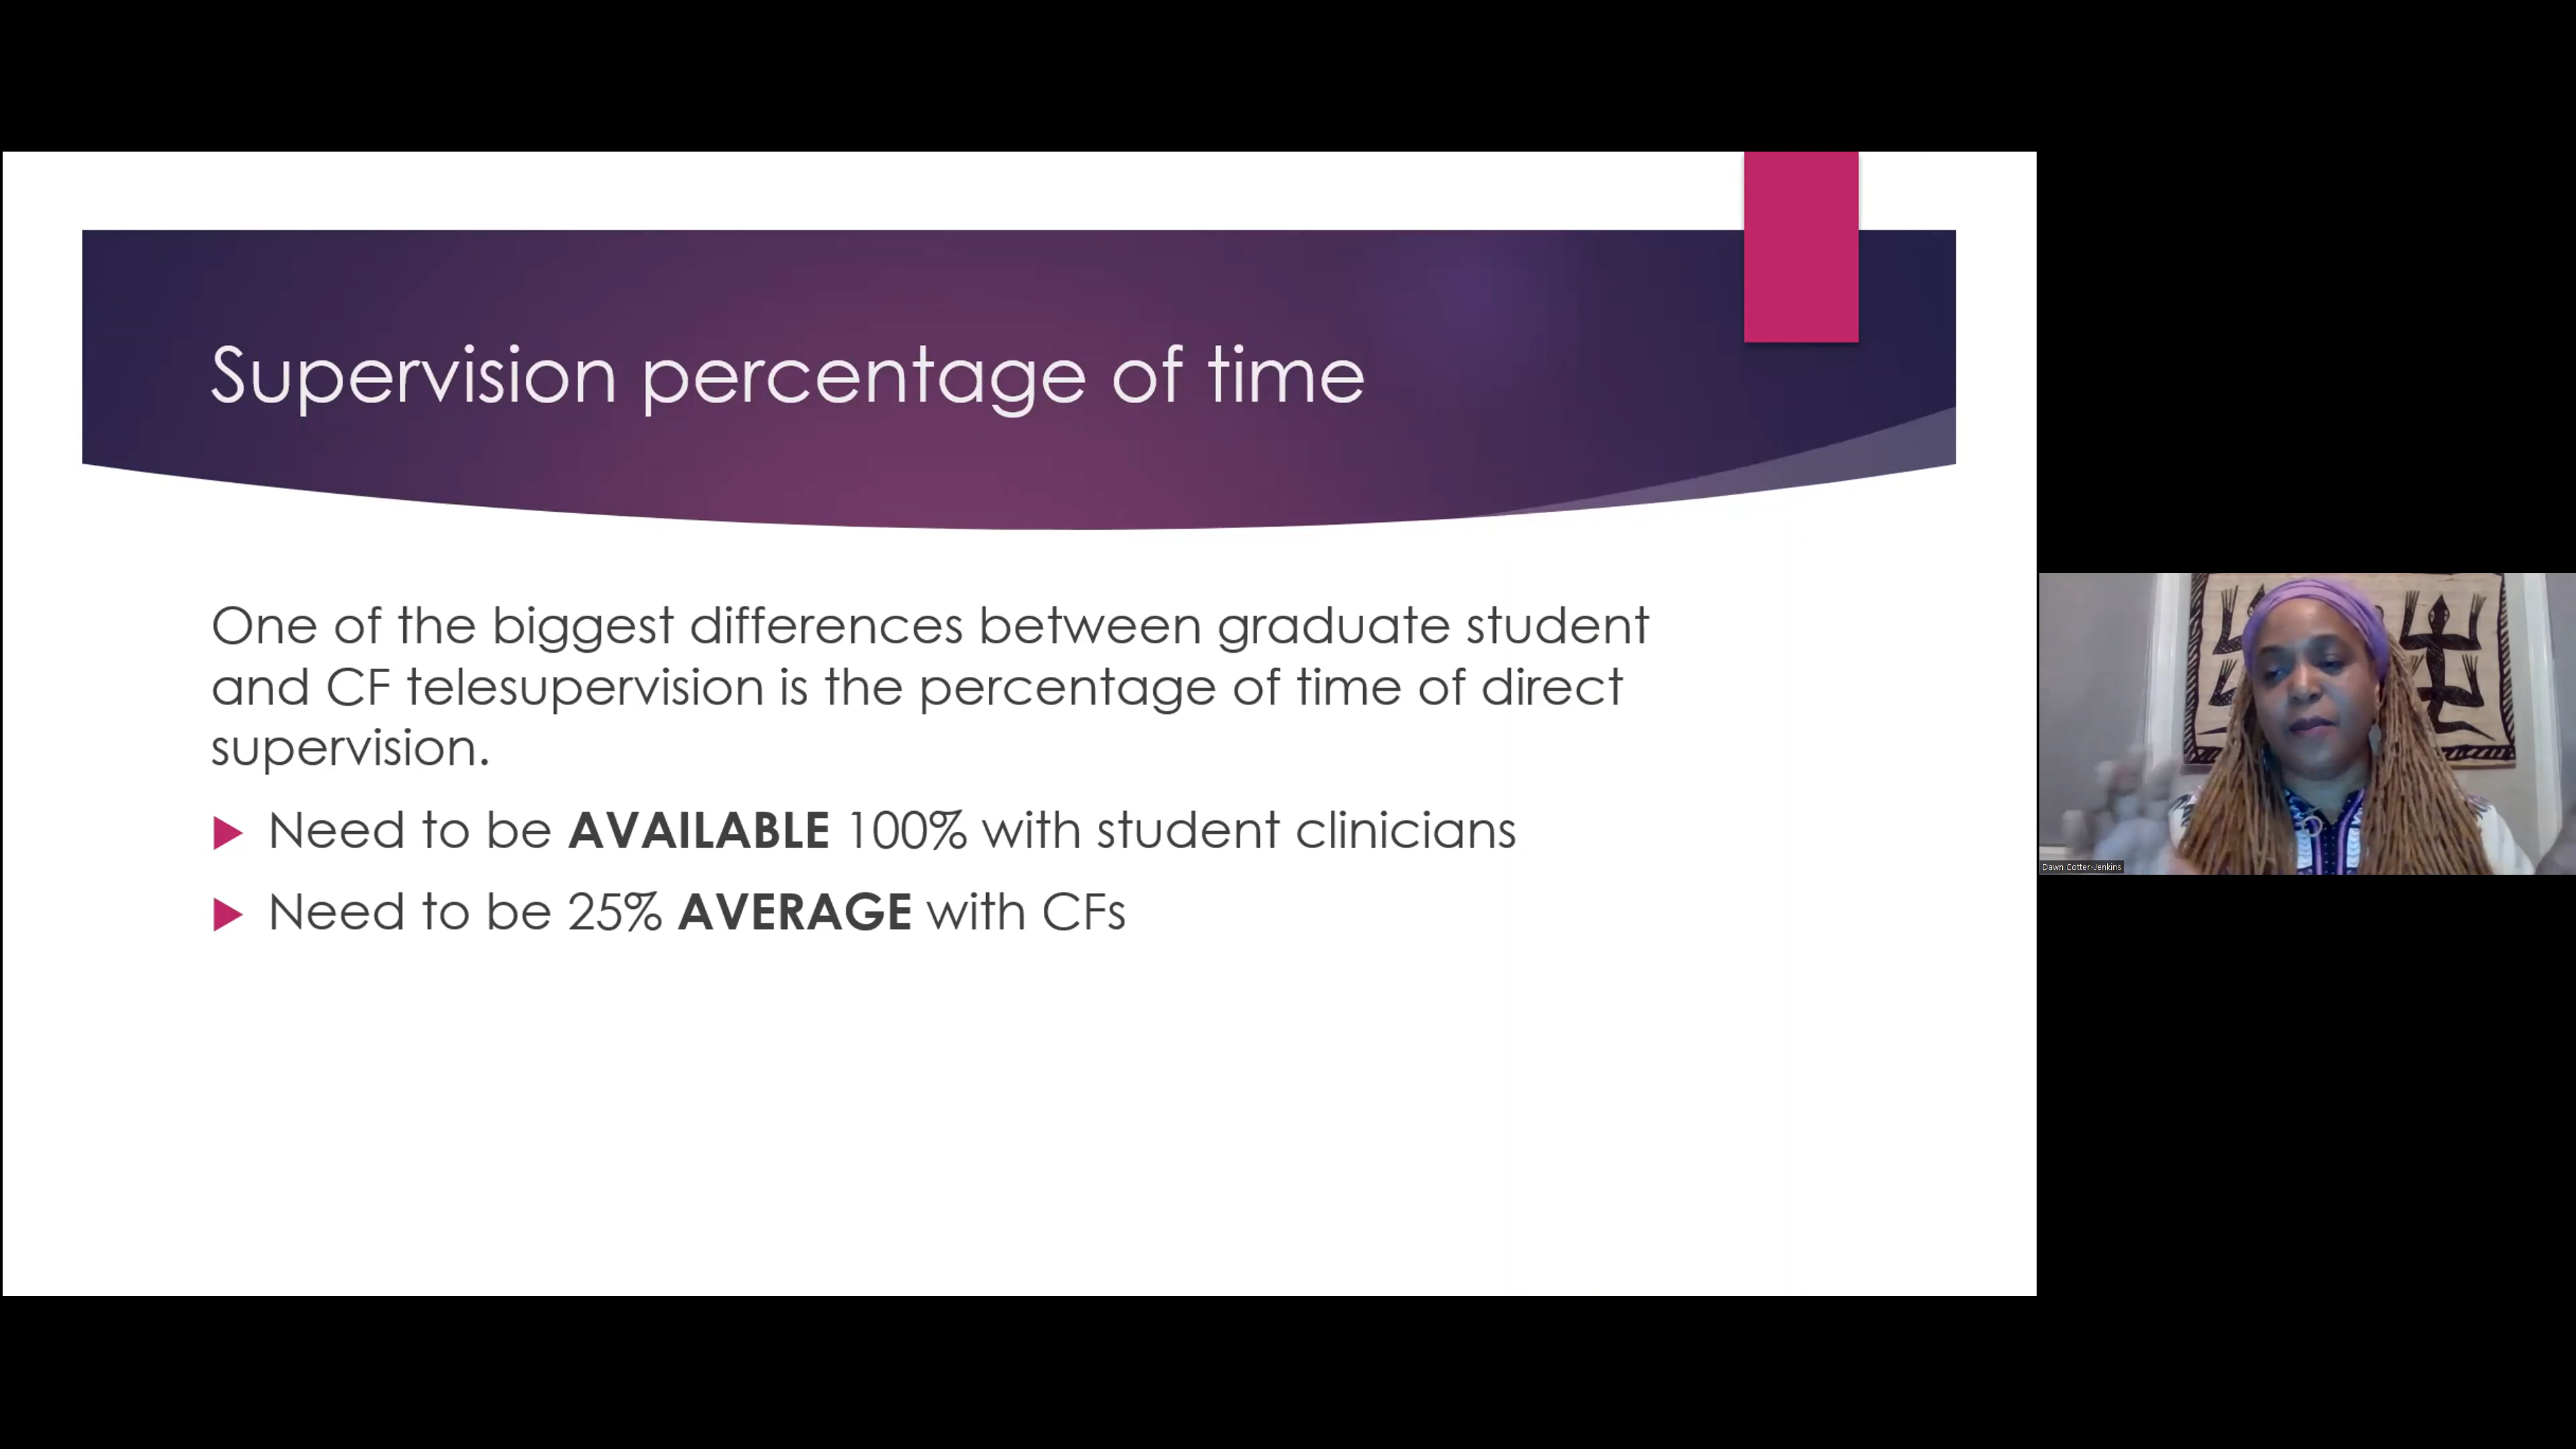 Supervision percentage of time
One of the biggest differences between graduate student
and CF telesupervision is the percentage of time of direct
supervision.
Need to be AVAILABLE 100% with student clinicians
Need to be 25% AVERAGE with CFs
Dawn Cotter-Jenkins